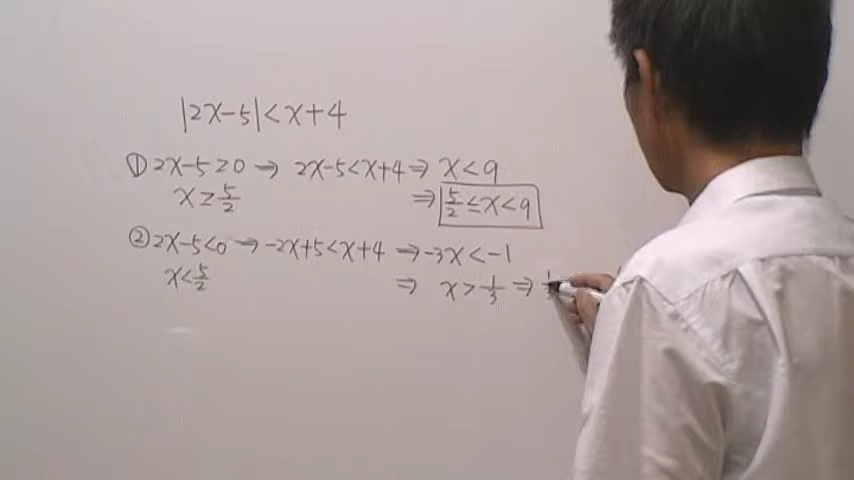 |2x-5|<x+4
① 2x-5≥0 → 2x-5<x+4 ⇒ x<9
x≥5/2 ⇒ 5/2≤x<9
② 2x-5<0 → -2x+5<x+4 → -3x<-1
x<5/2 ⇒ x>1/3 ⇒